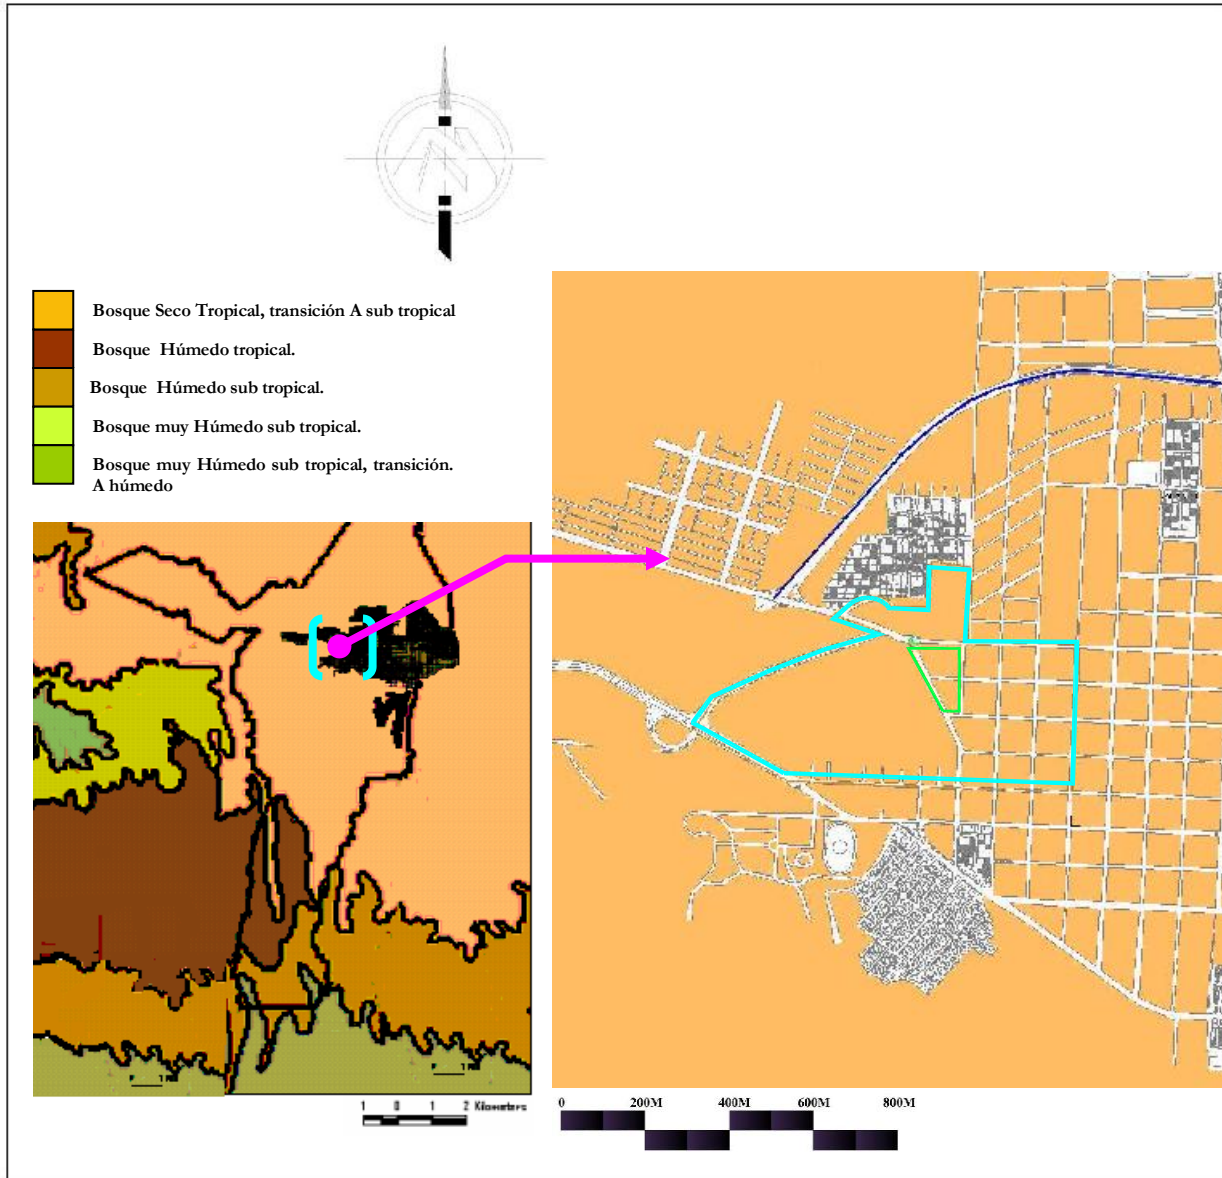 Bosque Seco Tropical, transición A sub tropical
Bosque Húmedo tropical.
Bosque Húmedo sub tropical.
Bosque muy Húmedo sub tropical.
Bosque muy Húmedo sub tropical, transición.
A húmedo
1 0 1 2 Kilometers
0 200M 400M 600M 800M